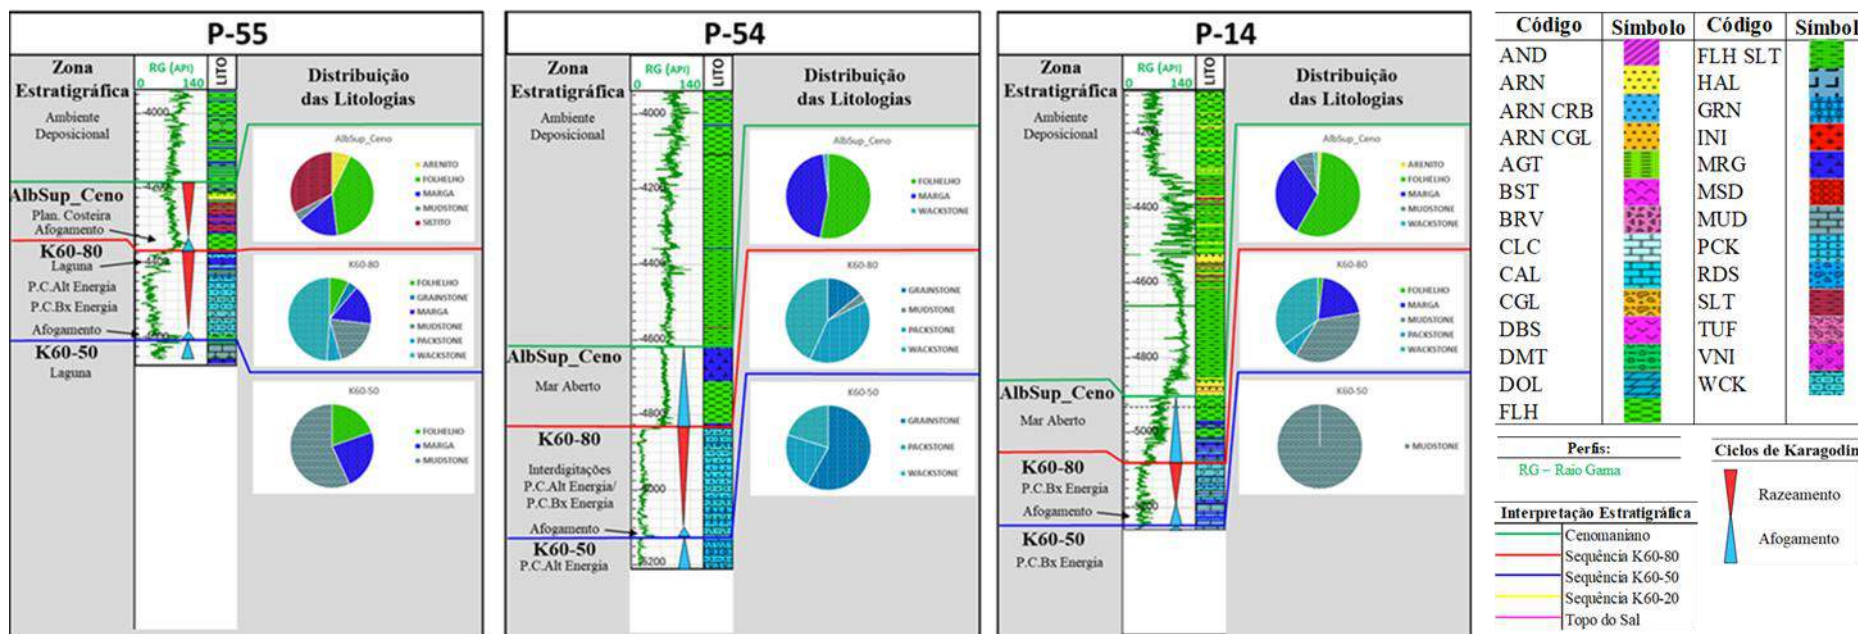 P-55
Zona
Estratigráfica
Ambiente
Deposicional
RG (API)
0 140
LITO
Distribuição
das Litologias
-4000
-4200
-4400
AlbSup_Ceno
Plan. Costeira
Afogamento
K60-80
Laguna
P.C.Alt Energia
P.C.Bx Energia
Afogamento
K60-50
Laguna
AlbSup_Ceno
ARENITO
FOLHELHO
MARGA
MUDSTONE
SILTITO
K60-80
FOLHELHO
GRAINSTONE
MARGA
MUDSTONE
PACKSTONE
WACKSTONE
K60-50
FOLHELHO
MARGA
MUDSTONE
P-54
Zona
Estratigráfica
Ambiente
Deposicional
RG (API)
0 140
LITO
Distribuição
das Litologias
-4000
-4200
-4400
-4600
-4800
AlbSup_Ceno
Mar Aberto
K60-80
Interdigitações
P.C.Alt Energia/
P.C.Bx Energia
Afogamento
K60-50
P.C.Alt Energia
AlbSup_Ceno
FOLHELHO
MARGA
WACKSTONE
K60-80
GRAINSTONE
MUDSTONE
PACKSTONE
WACKSTONE
K60-50
GRAINSTONE
PACKSTONE
WACKSTONE
P-14
Zona
Estratigráfica
Ambiente
Deposicional
RG (API)
0 140
LITO
Distribuição
das Litologias
-4200
-4400
-4600
-4800
-5000
AlbSup_Ceno
Mar Aberto
K60-80
P.C.Bx Energia
Afogamento
K60-50
P.C.Bx Energia
AlbSup_Ceno
ARENITO
FOLHELHO
MARGA
MUDSTONE
WACKSTONE
K60-80
FOLHELHO
MARGA
MUDSTONE
PACKSTONE
WACKSTONE
K60-50
MUDSTONE
Código Símbolo Código Símbol
AND FLH SLT
ARN HAL
ARN CRB GRN
ARN CGL INI
AGT MRG
BST MSD
BRV MUD
CLC PCK
CAL RDS
CGL SLT
DBS TUF
DMT VNI
DOL WCK
FLH
Perfis:
RG – Raio Gama
Interpretação Estratigráfica
Cenomaniano
Sequência K60-80
Sequência K60-50
Sequência K60-20
Topo do Sal
Ciclos de Karagodin
Razeamento
Afogamento